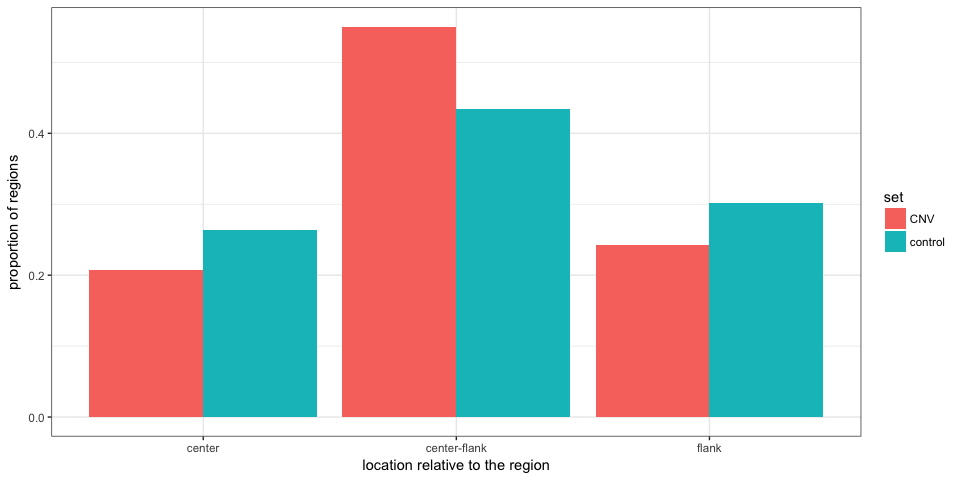 proportion of regions
0.4
0.2
0.0
center
center-flank
flank
location relative to the region
set
CNV
control